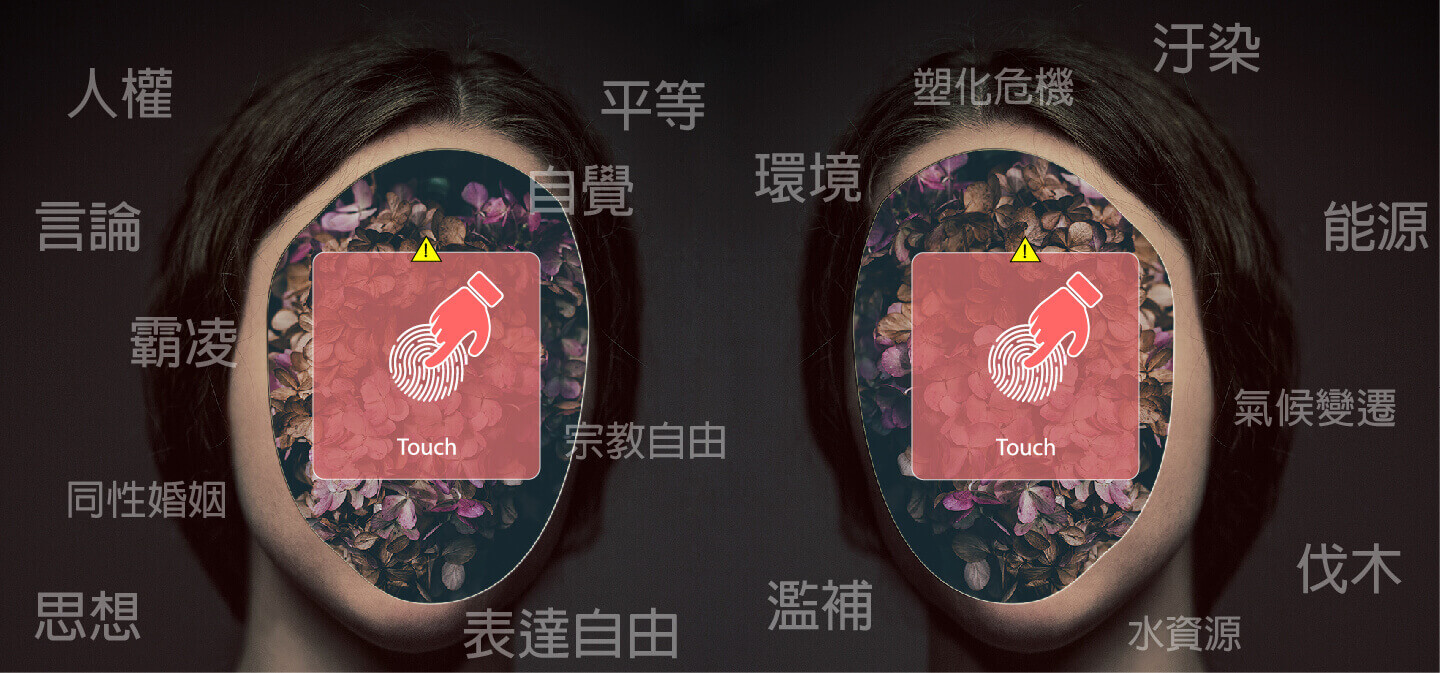 人權
平等
自覺
言論
霸凌
宗教自由
同性婚姻
思想
表達自由
Touch
汙染
塑化危機
環境
能源
氣候變遷
伐木
濫補
水資源
Touch